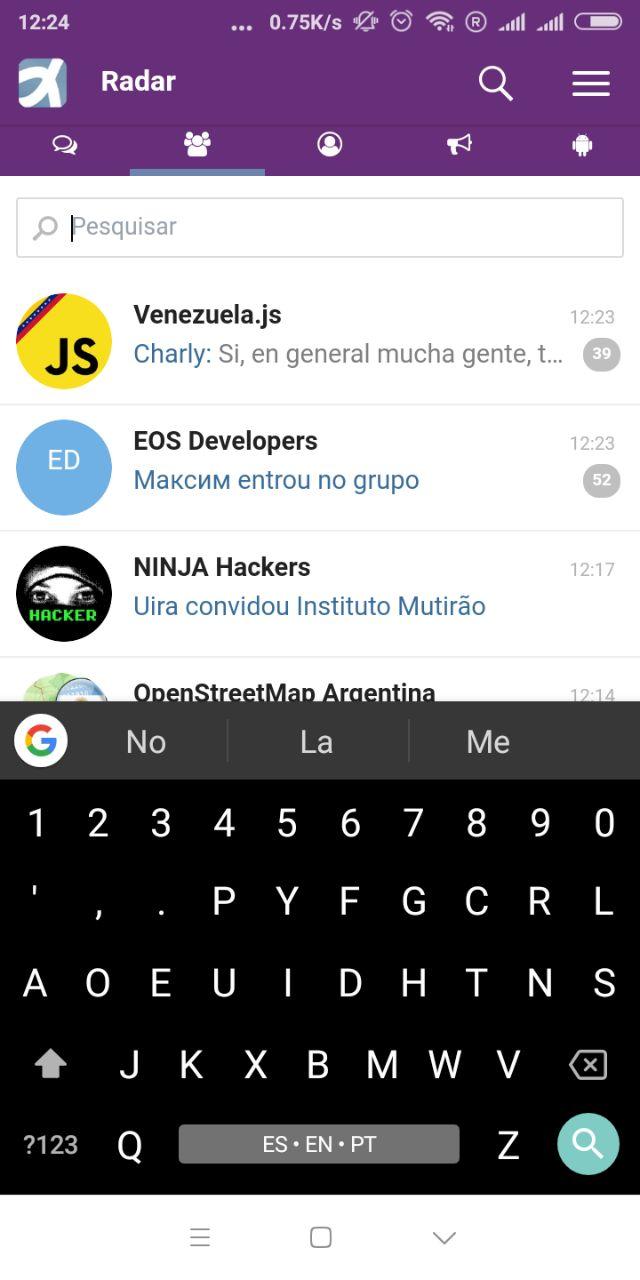 12:24 ... 0.75K/s R
Radar
Pesquisar
JS
Venezuela.js 12:23
Charly: Si, en general mucha gente, t... 39
ED
EOS Developers 12:23
Максим entrou no grupo 52
HACKER
NINJA Hackers 12:17
Uira convidou Instituto Mutirão
OpenStreetMap Argentina 12:14
G No La Me
1 2 3 4 5 6 7 8 9 0
' , . P Y F G C R L
A O E U I D H T N S
J K X B M W V
?123 Q ES • EN • PT Z